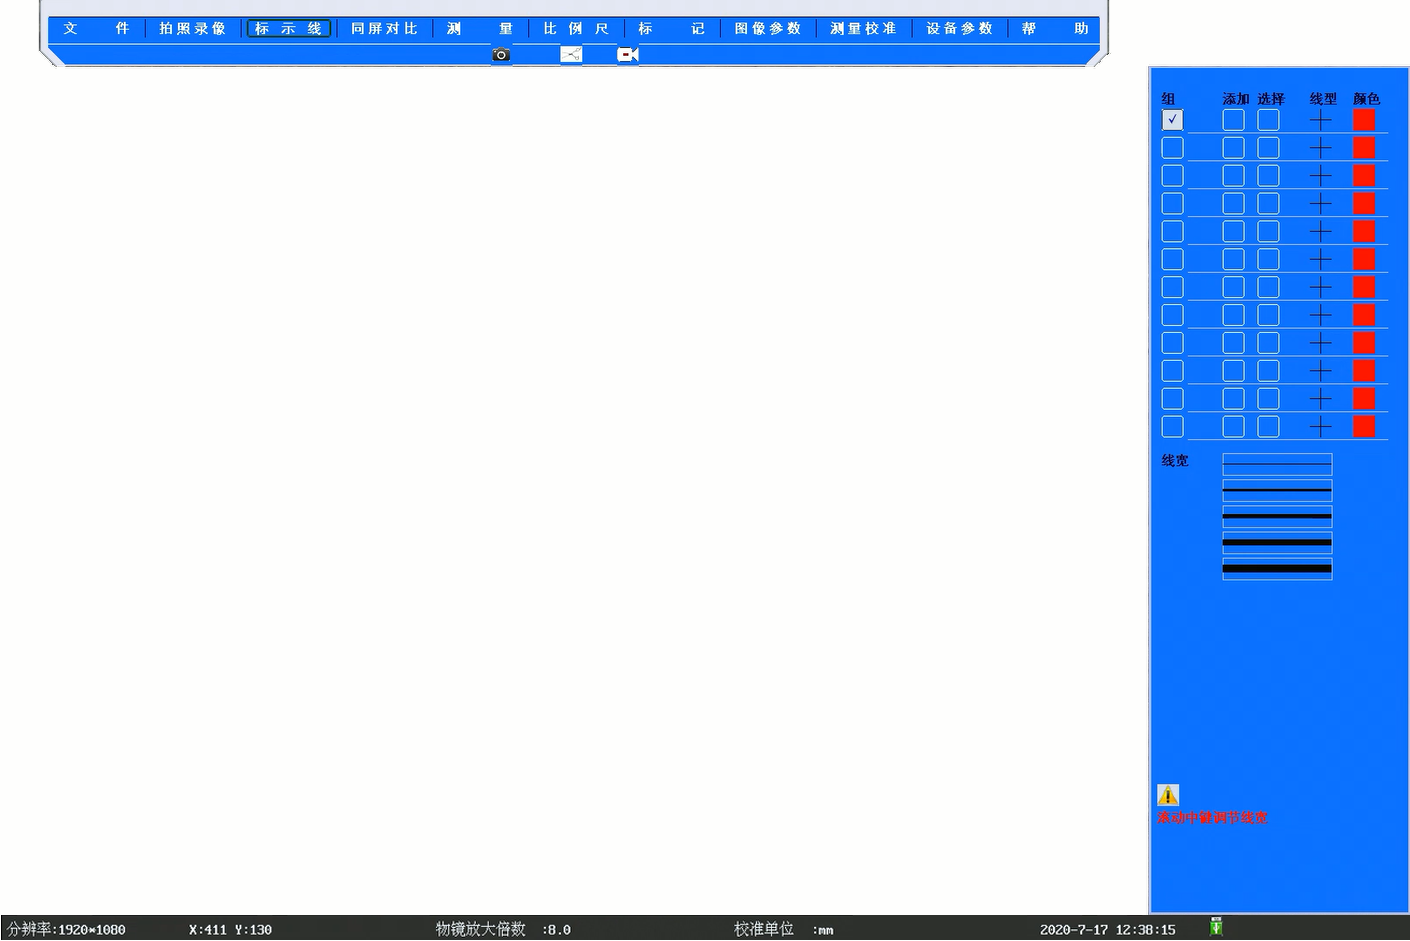 文 件 拍照录像 标 示 线 同屏对比 测 量 比 例 尺 标 记 图像参数 测量校准 设备参数 帮 助
组 添加 选择 线型 颜色
线宽
滚动中键调节线宽
分辨率:1920*1080 X:411 Y:130 物镜放大倍数 :8.0 校准单位 :mm 2020-7-17 12:38:15